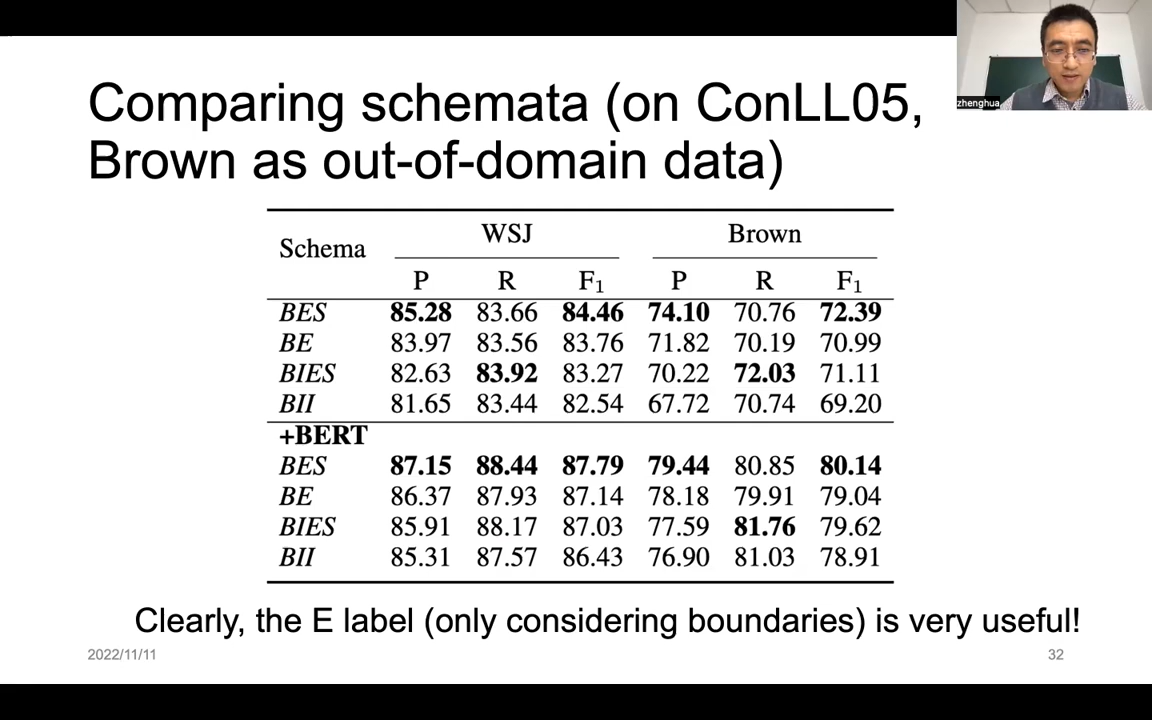 Comparing schemata (on ConLL05,
Brown as out-of-domain data)
zhenghua
Schema WSJ Brown
P R F1 P R F1
BES 85.28 83.66 84.46 74.10 70.76 72.39
BE 83.97 83.56 83.76 71.82 70.19 70.99
BIES 82.63 83.92 83.27 70.22 72.03 71.11
BII 81.65 83.44 82.54 67.72 70.74 69.20
+BERT
BES 87.15 88.44 87.79 79.44 80.85 80.14
BE 86.37 87.93 87.14 78.18 79.91 79.04
BIES 85.91 88.17 87.03 77.59 81.76 79.62
BII 85.31 87.57 86.43 76.90 81.03 78.91
Clearly, the E label (only considering boundaries) is very useful!
2022/11/11 32